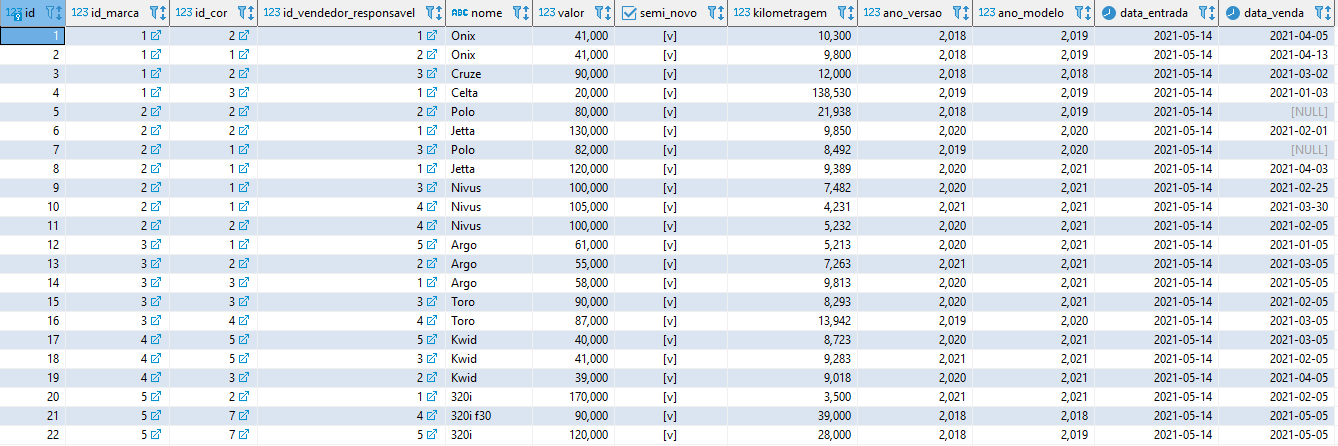 123 id 123 id_marca 123 id_cor 123 id_vendedor_responsavel ABC nome 123 valor semi_novo 123 kilometragem 123 ano_versao 123 ano_modelo data_entrada data_venda
1 1 2 1 Onix 41,000 [v] 10,300 2,018 2,019 2021-05-14 2021-04-05
2 1 1 2 Onix 41,000 [v] 9,800 2,018 2,019 2021-05-14 2021-04-13
3 1 2 3 Cruze 90,000 [v] 12,000 2,018 2,018 2021-05-14 2021-03-02
4 1 3 1 Celta 20,000 [v] 138,530 2,019 2,019 2021-05-14 2021-01-03
5 2 2 2 Polo 80,000 [v] 21,938 2,018 2,019 2021-05-14 [NULL]
6 2 2 1 Jetta 130,000 [v] 9,850 2,020 2,020 2021-05-14 2021-02-01
7 2 1 3 Polo 82,000 [v] 8,492 2,019 2,020 2021-05-14 [NULL]
8 2 1 1 Jetta 120,000 [v] 9,389 2,020 2,021 2021-05-14 2021-04-03
9 2 1 3 Nivus 100,000 [v] 7,482 2,020 2,021 2021-05-14 2021-02-25
10 2 1 4 Nivus 105,000 [v] 4,231 2,021 2,021 2021-05-14 2021-03-30
11 2 2 4 Nivus 100,000 [v] 5,232 2,020 2,021 2021-05-14 2021-02-05
12 3 1 5 Argo 61,000 [v] 5,213 2,020 2,021 2021-05-14 2021-01-05
13 3 2 2 Argo 55,000 [v] 7,263 2,021 2,021 2021-05-14 2021-03-05
14 3 3 1 Argo 58,000 [v] 9,813 2,020 2,021 2021-05-14 2021-05-05
15 3 3 3 Toro 90,000 [v] 8,293 2,020 2,021 2021-05-14 2021-02-05
16 3 4 4 Toro 87,000 [v] 13,942 2,019 2,020 2021-05-14 2021-03-05
17 4 5 5 Kwid 40,000 [v] 8,723 2,020 2,021 2021-05-14 2021-03-05
18 4 5 3 Kwid 41,000 [v] 9,283 2,021 2,021 2021-05-14 2021-02-05
19 4 3 2 Kwid 39,000 [v] 9,018 2,020 2,021 2021-05-14 2021-04-05
20 5 2 1 320i 170,000 [v] 3,500 2,021 2,021 2021-05-14 2021-02-05
21 5 7 4 320i f30 90,000 [v] 39,000 2,018 2,018 2021-05-14 2021-05-05
22 5 7 5 320i 120,000 [v] 28,000 2,018 2,019 2021-05-14 2021-05-05